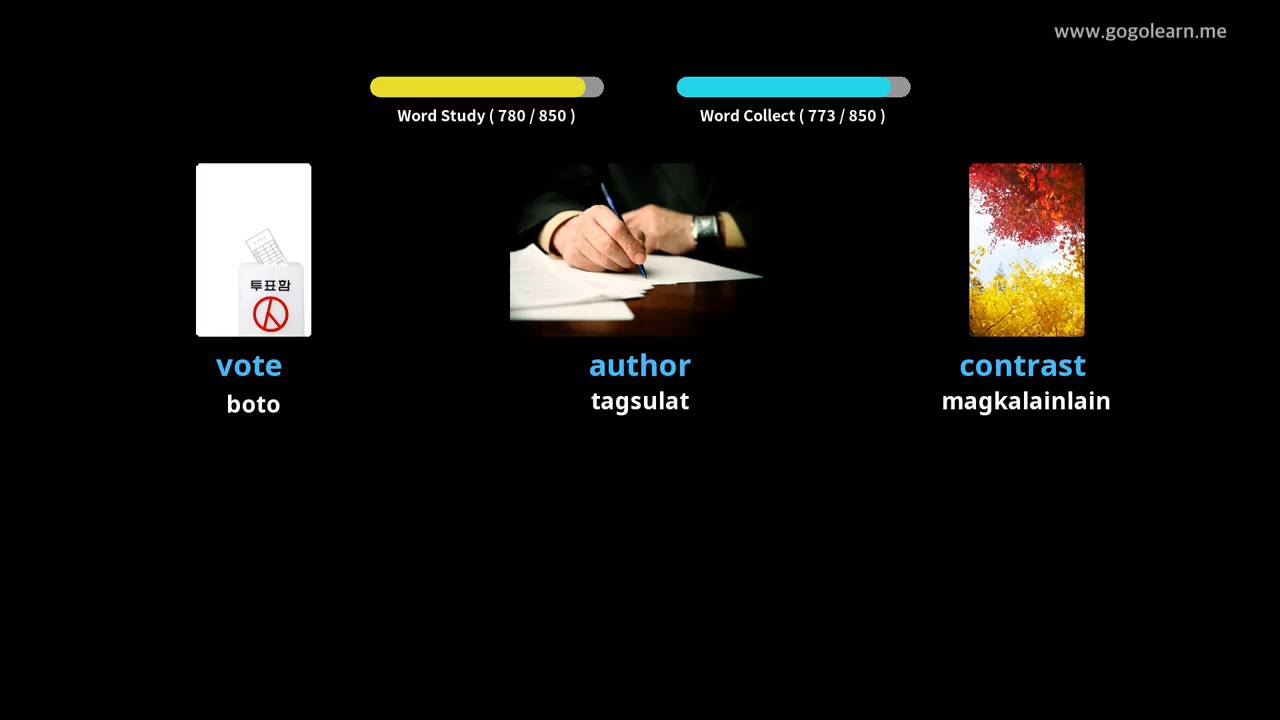 www.gogolearn.me
Word Study ( 780 / 850 )
Word Collect ( 773 / 850 )
투표함
vote
author
contrast
boto
tagsulat
magkalainlain